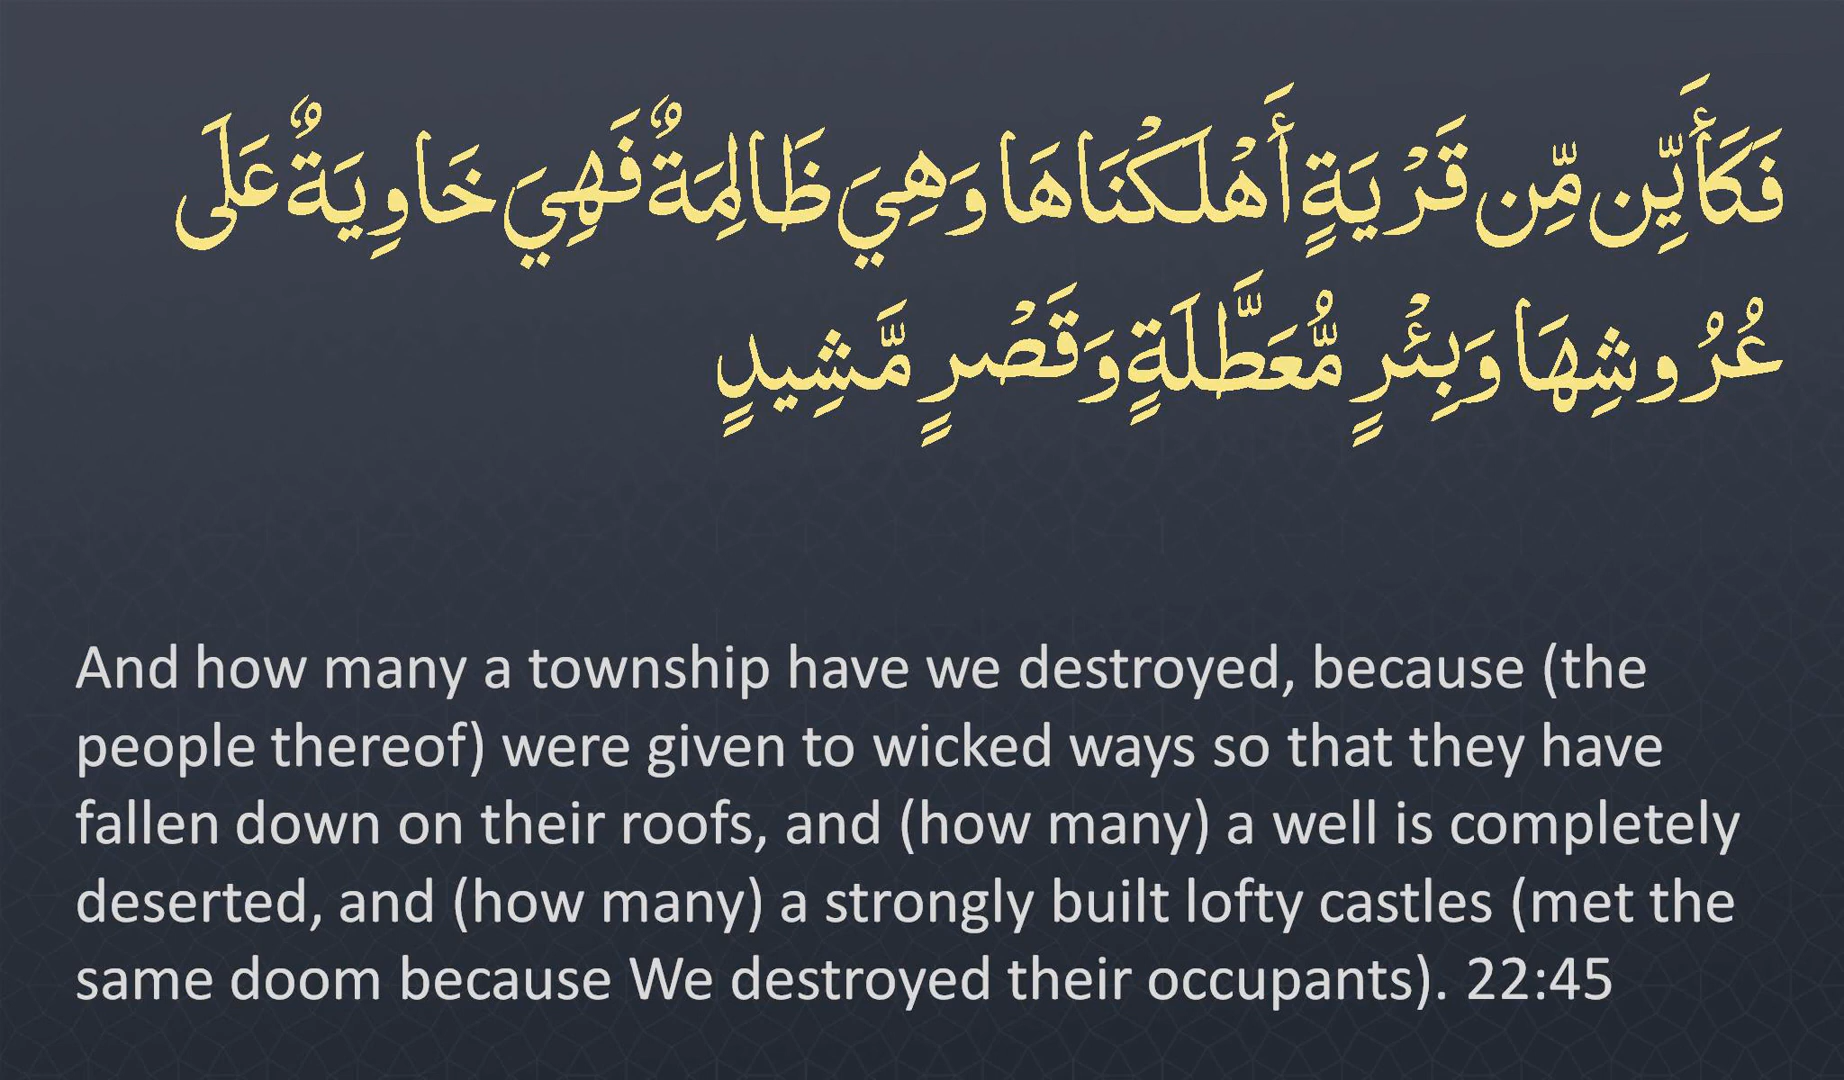 فَكَأَيِّن مِّن قَرْيَةٍ أَهْلَكْنَاهَا وَهِيَ ظَالِمَةٌ فَهِيَ خَاوِيَةٌ عَلَى
عُرُوشِهَا وَبِئْرٍ مُّعَطَّلَةٍ وَقَصْرٍ مَّشِيدٍ
And how many a township have we destroyed, because (the
people thereof) were given to wicked ways so that they have
fallen down on their roofs, and (how many) a well is completely
deserted, and (how many) a strongly built lofty castles (met the
same doom because We destroyed their occupants). 22:45